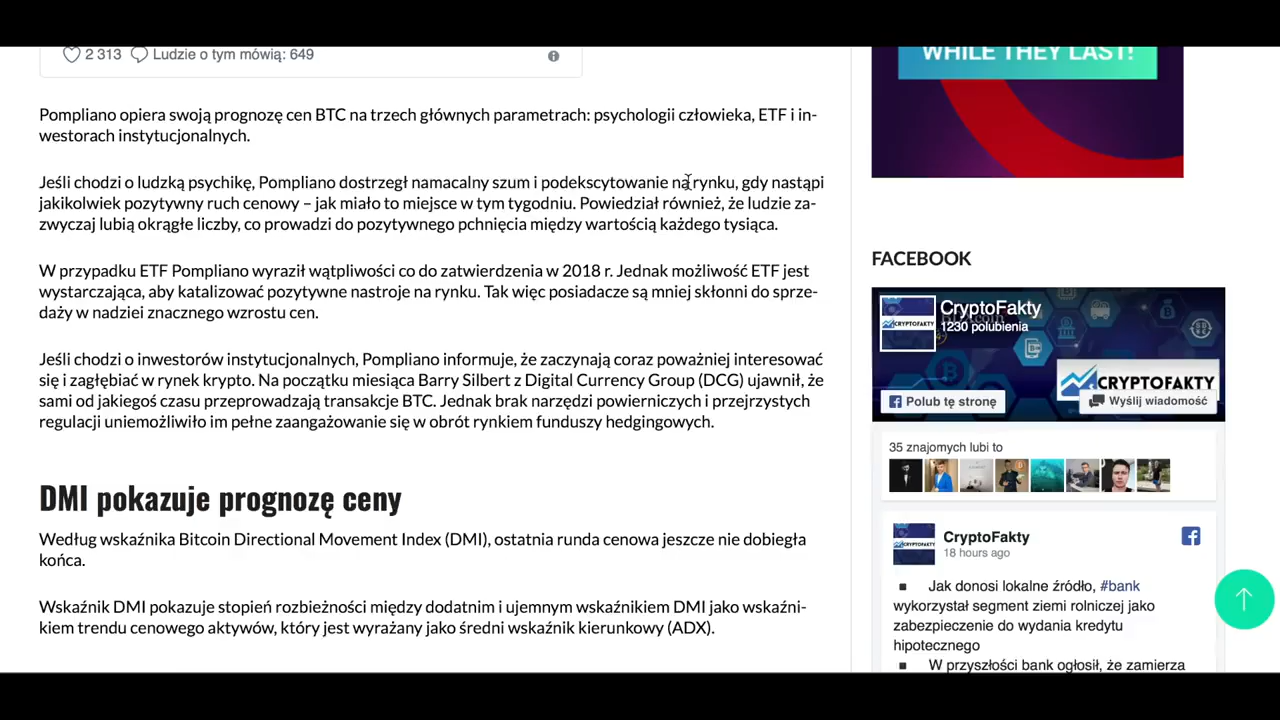 2 313 Ludzie o tym mówią: 649
Pompliano opiera swoją prognozę cen BTC na trzech głównych parametrach: psychologii człowieka, ETF i in-
westorach instytucjonalnych.
Jeśli chodzi o ludzką psychikę, Pompliano dostrzegł namacalny szum i podekscytowanie na rynku, gdy nastąpi
jakikolwiek pozytywny ruch cenowy – jak miało to miejsce w tym tygodniu. Powiedział również, że ludzie za-
zwyczaj lubią okrągłe liczby, co prowadzi do pozytywnego pchnięcia między wartością każdego tysiąca.
W przypadku ETF Pompliano wyraził wątpliwości co do zatwierdzenia w 2018 r. Jednak możliwość ETF jest
wystarczająca, aby katalizować pozytywne nastroje na rynku. Tak więc posiadacze są mniej skłonni do sprze-
daży w nadziei znacznego wzrostu cen.
Jeśli chodzi o inwestorów instytucjonalnych, Pompliano informuje, że zaczynają coraz poważniej interesować
się i zagłębiać w rynek krypto. Na początku miesiąca Barry Silbert z Digital Currency Group (DCG) ujawnił, że
sami od jakiegoś czasu przeprowadzają transakcje BTC. Jednak brak narzędzi powierniczych i przejrzystych
regulacji uniemożliwiło im pełne zaangażowanie się w obrót rynkiem funduszy hedgingowych.
DMI pokazuje prognozę ceny
Według wskaźnika Bitcoin Directional Movement Index (DMI), ostatnia runda cenowa jeszcze nie dobiegła
końca.
Wskaźnik DMI pokazuje stopień rozbieżności między dodatnim i ujemnym wskaźnikiem DMI jako wskaźni-
kiem trendu cenowego aktywów, który jest wyrażany jako średni wskaźnik kierunkowy (ADX).
WHILE THEY LAST!
FACEBOOK
CryptoFakty
1230 polubienia
CRYPTOFAKTY
CRYPTOFAKTY
Polub tę stronę
Wyślij wiadomość
35 znajomych lubi to
CryptoFakty
18 hours ago
▪ Jak donosi lokalne źródło, #bank
wykorzystał segment ziemi rolniczej jako
zabezpieczenie do wydania kredytu
hipotecznego
▪ W przyszłości bank ogłosił, że zamierza